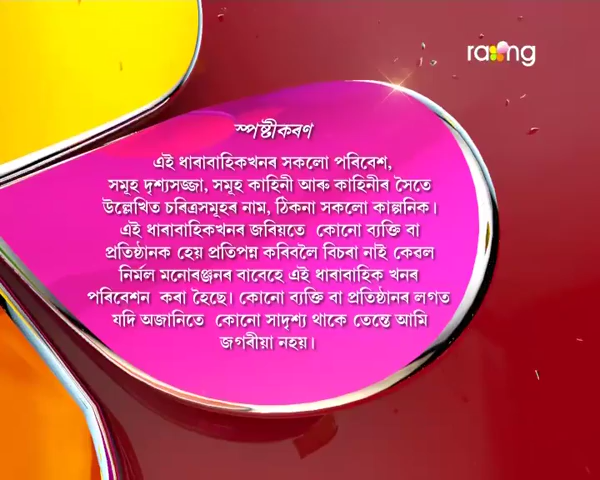 rang
স্পষ্টীকৰণ
এই ধাৰাবাহিকখনৰ সকলো পৰিবেশ,
সমূহ দৃশ্যসজ্জা, সমূহ কাহিনী আৰু কাহিনীৰ সৈতে
উল্লেখিত চৰিত্ৰসমূহৰ নাম, ঠিকনা সকলো কাল্পনিক।
এই ধাৰাবাহিকখনৰ জৰিয়তে কোনো ব্যক্তি বা
প্ৰতিষ্ঠানক হেয় প্ৰতিপন্ন কৰিবলৈ বিচৰা নাই কেৱল
নিৰ্মল মনোৰঞ্জনৰ বাবেহে এই ধাৰাবাহিক খনৰ
পৰিবেশন কৰা হৈছে। কোনো ব্যক্তি বা প্ৰতিষ্ঠানৰ লগত
যদি অজানিতে কোনো সাদৃশ্য থাকে তেন্তে আমি
জগৰীয়া নহয়।